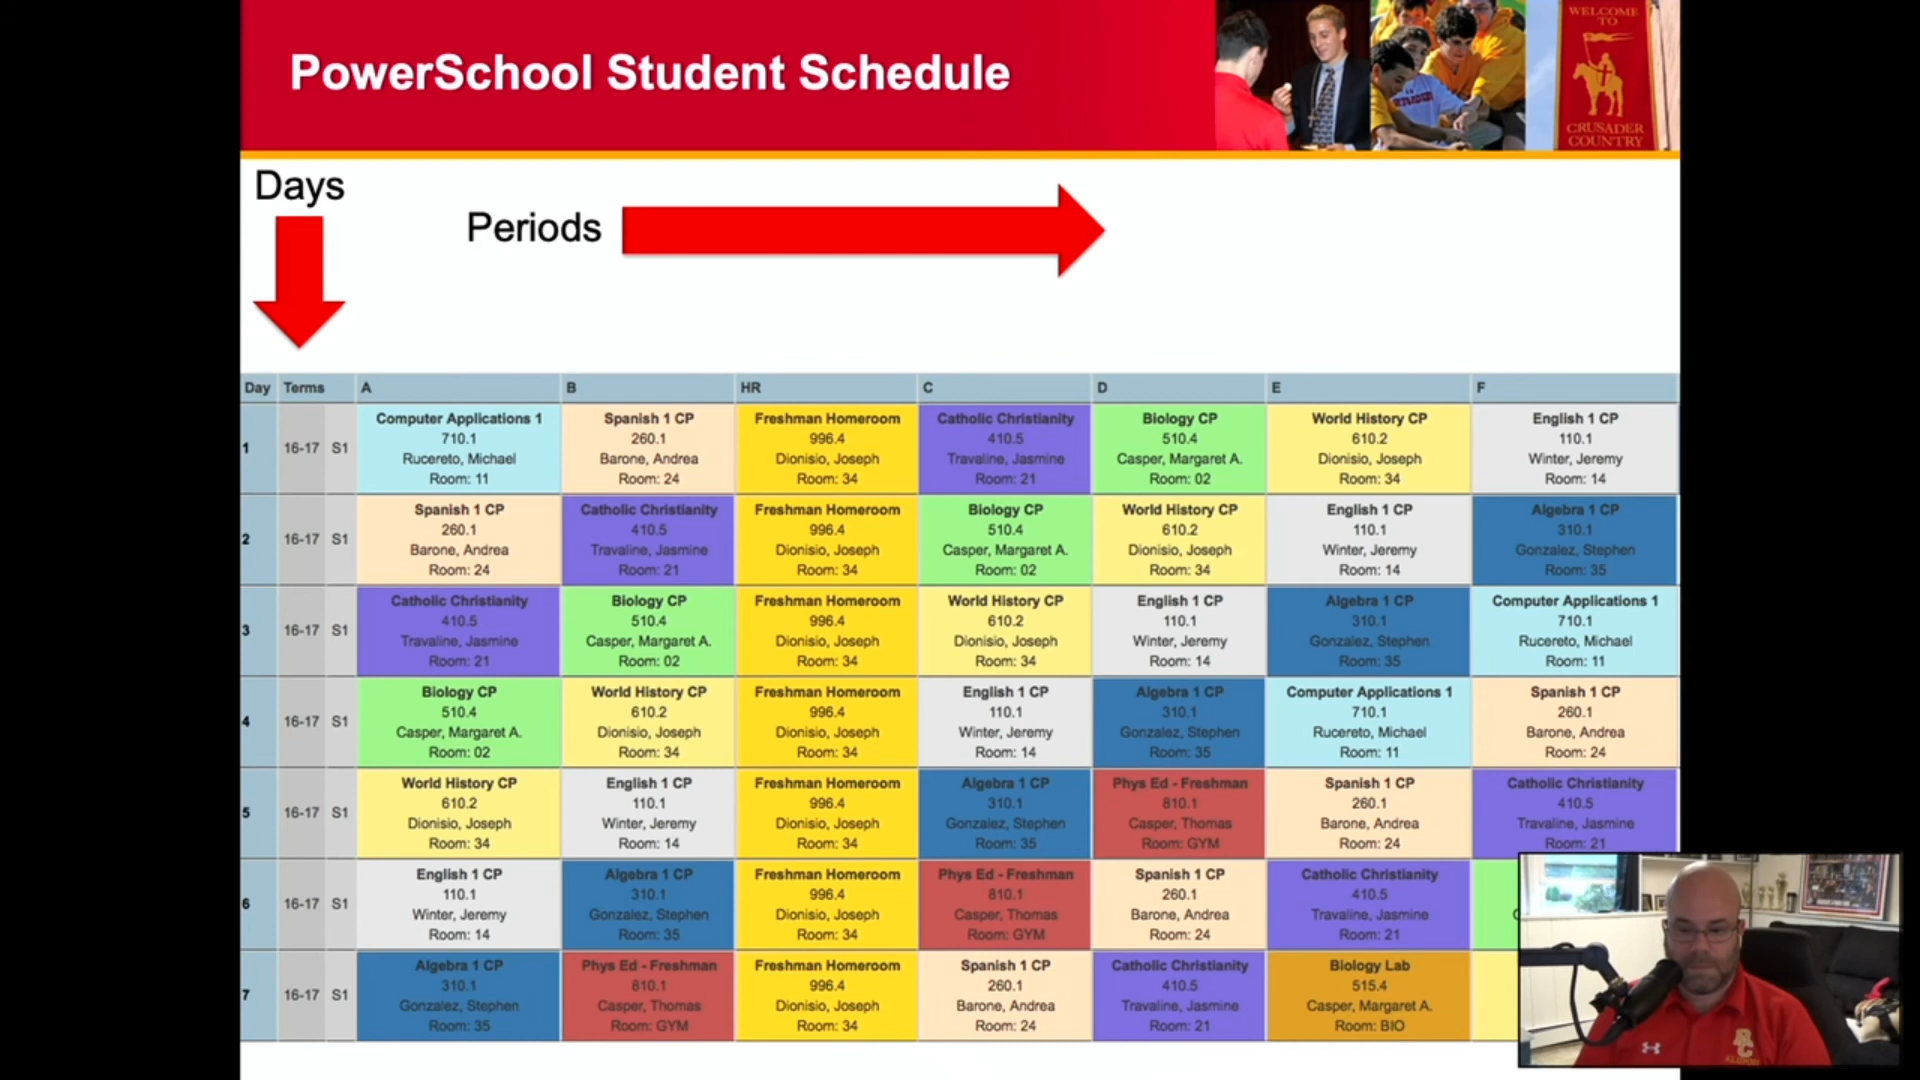 PowerSchool Student Schedule
WELCOME
TO
CRUSADER
COUNTRY
Days
Periods
Day Terms A B HR C D E F
Computer Applications 1 Spanish 1 CP Freshman Homeroom Catholic Christianity Biology CP World History CP English 1 CP
710.1 260.1 996.4 410.5 510.4 610.2 110.1
1 16-17 S1 Rucereto, Michael Barone, Andrea Dionisio, Joseph Travaline, Jasmine Casper, Margaret A. Dionisio, Joseph Winter, Jeremy
Room: 11 Room: 24 Room: 34 Room: 21 Room: 02 Room: 34 Room: 14
Spanish 1 CP Catholic Christianity Freshman Homeroom Biology CP World History CP English 1 CP Algebra 1 CP
260.1 410.5 996.4 510.4 610.2 110.1 310.1
2 16-17 S1 Barone, Andrea Travaline, Jasmine Dionisio, Joseph Casper, Margaret A. Dionisio, Joseph Winter, Jeremy Gonzalez, Stephen
Room: 24 Room: 21 Room: 34 Room: 02 Room: 34 Room: 14 Room: 35
Catholic Christianity Biology CP Freshman Homeroom World History CP English 1 CP Algebra 1 CP Computer Applications 1
410.5 510.4 996.4 610.2 110.1 310.1 710.1
3 16-17 S1 Travaline, Jasmine Casper, Margaret A. Dionisio, Joseph Dionisio, Joseph Winter, Jeremy Gonzalez, Stephen Rucereto, Michael
Room: 21 Room: 02 Room: 34 Room: 34 Room: 14 Room: 35 Room: 11
Biology CP World History CP Freshman Homeroom English 1 CP Algebra 1 CP Computer Applications 1 Spanish 1 CP
510.4 610.2 996.4 110.1 310.1 710.1 260.1
4 16-17 S1 Casper, Margaret A. Dionisio, Joseph Dionisio, Joseph Winter, Jeremy Gonzalez, Stephen Rucereto, Michael Barone, Andrea
Room: 02 Room: 34 Room: 34 Room: 14 Room: 35 Room: 11 Room: 24
World History CP English 1 CP Freshman Homeroom Algebra 1 CP Phys Ed - Freshman Spanish 1 CP Catholic Christianity
610.2 110.1 996.4 310.1 810.1 260.1 410.5
5 16-17 S1 Dionisio, Joseph Winter, Jeremy Dionisio, Joseph Gonzalez, Stephen Casper, Thomas Barone, Andrea Travaline, Jasmine
Room: 34 Room: 14 Room: 34 Room: 35 Room: GYM Room: 24 Room: 21
English 1 CP Algebra 1 CP Freshman Homeroom Phys Ed - Freshman Spanish 1 CP Catholic Christianity
110.1 310.1 996.4 810.1 260.1 410.5
6 16-17 S1 Winter, Jeremy Gonzalez, Stephen Dionisio, Joseph Casper, Thomas Barone, Andrea Travaline, Jasmine
Room: 14 Room: 35 Room: 34 Room: GYM Room: 24 Room: 21
Algebra 1 CP Phys Ed - Freshman Freshman Homeroom Spanish 1 CP Catholic Christianity Biology Lab
310.1 810.1 996.4 260.1 410.5 515.4
7 16-17 S1 Gonzalez, Stephen Casper, Thomas Dionisio, Joseph Barone, Andrea Travaline, Jasmine Casper, Margaret A.
Room: 35 Room: GYM Room: 34 Room: 24 Room: 21 Room: BIO